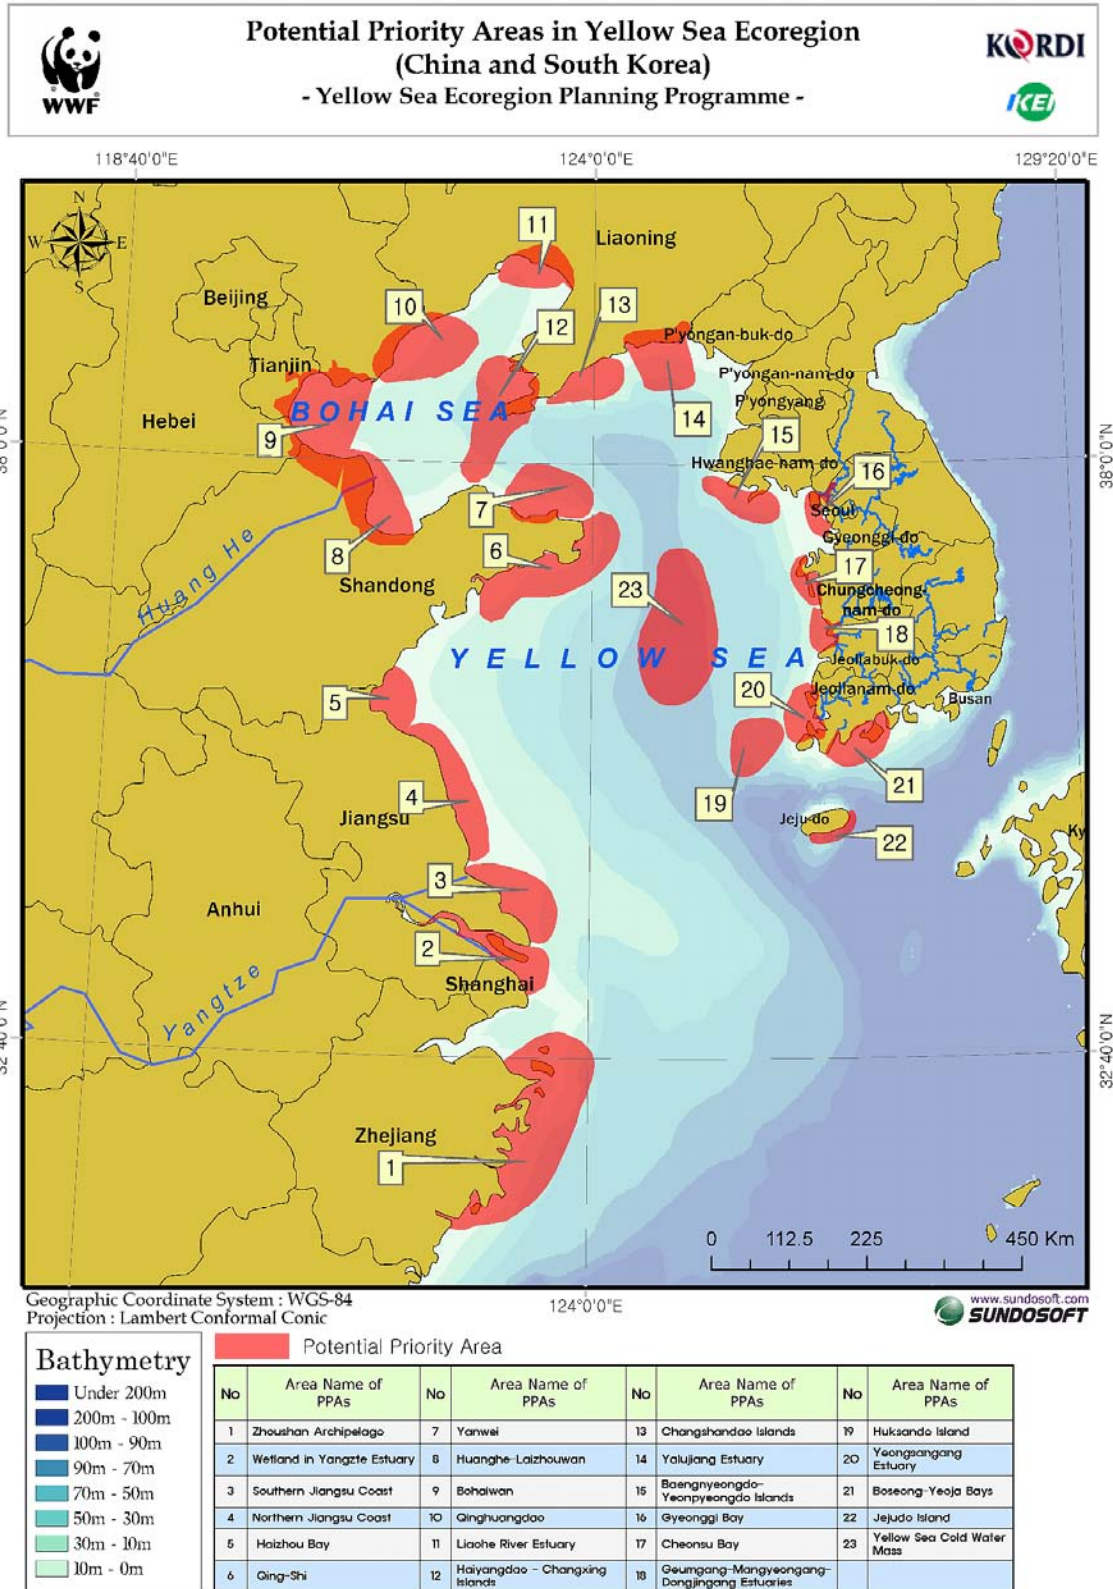 Potential Priority Areas in Yellow Sea Ecoregion
(China and South Korea)
- Yellow Sea Ecoregion Planning Programme -
WWF
KORDI
KEI
118°40'0"E
124°0'0"E
129°20'0"E
N
W
E
S
11
Liaoning
Beijing
10
13
12
P'yongan-buk-do
Tianjin
P'yongan-nam-do
P'yongyang
BOHAI SEA
Hebei
14
15
9
38°0'0"N
Hwanghae-nam-do
16
7
Seoul
Gyeonggi-do
6
8
Huang He
Shandong
17
23
Chungcheong-
nam-do
18
YELLOW SEA
Jeollabuk-do
20
Jeollanam-do
5
Busan
4
19
21
Jiangsu
Jeju-do
22
Ky
3
Anhui
2
Shanghai
Yangtze
32°40'0"N
Zhejiang
1
0 112.5 225 450 Km
Geographic Coordinate System : WGS-84
Projection : Lambert Conformal Conic
124°0'0"E
www.sundosoft.com
SUNDOSOFT
Bathymetry
Under 200m
200m - 100m
100m - 90m
90m - 70m
70m - 50m
50m - 30m
30m - 10m
10m - 0m
Potential Priority Area
No Area Name of PPAs No Area Name of PPAs No Area Name of PPAs No Area Name of PPAs
1 Zhoushan Archipelago 7 Yanwei 13 Changshandao Islands 19 Huksando Island
2 Wetland in Yangzte Estuary 8 Huanghe-Laizhouwan 14 Yalujiang Estuary 20 Yeongsangang Estuary
3 Southern Jiangsu Coast 9 Bohaiwan 15 Baengnyeongdo-Yeonpyeongdo Islands 21 Boseong-Yeoja Bays
4 Northern Jiangsu Coast 10 Qinghuangdao 16 Gyeonggi Bay 22 Jejudo Island
5 Haizhou Bay 11 Liaohe River Estuary 17 Cheonsu Bay 23 Yellow Sea Cold Water Mass
6 Qing-Shi 12 Haiyangdao - Changxing Islands 18 Geumgang-Mangyeongang-Dongjingang Estuaries